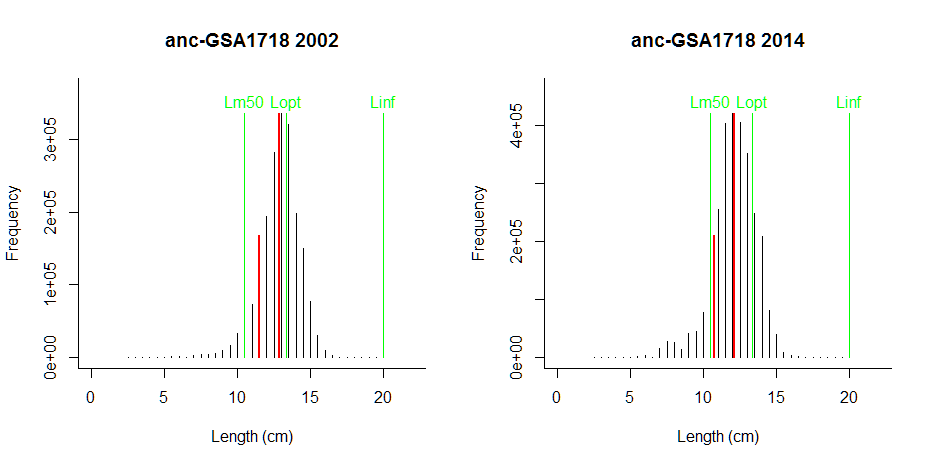 anc-GSA1718 2002
Lm50 Lopt Linf
Frequency
0e+00 1e+05 2e+05 3e+05
0 5 10 15 20
Length (cm)
anc-GSA1718 2014
Lm50 Lopt Linf
Frequency
0e+00 2e+05 4e+05
0 5 10 15 20
Length (cm)